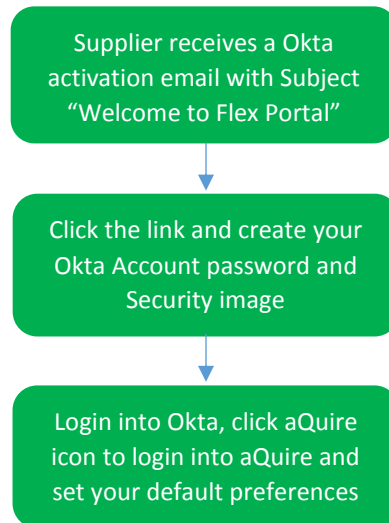 Supplier receives a Okta
activation email with Subject
“Welcome to Flex Portal”
Click the link and create your
Okta Account password and
Security image
Login into Okta, click aQuire
icon to login into aQuire and
set your default preferences